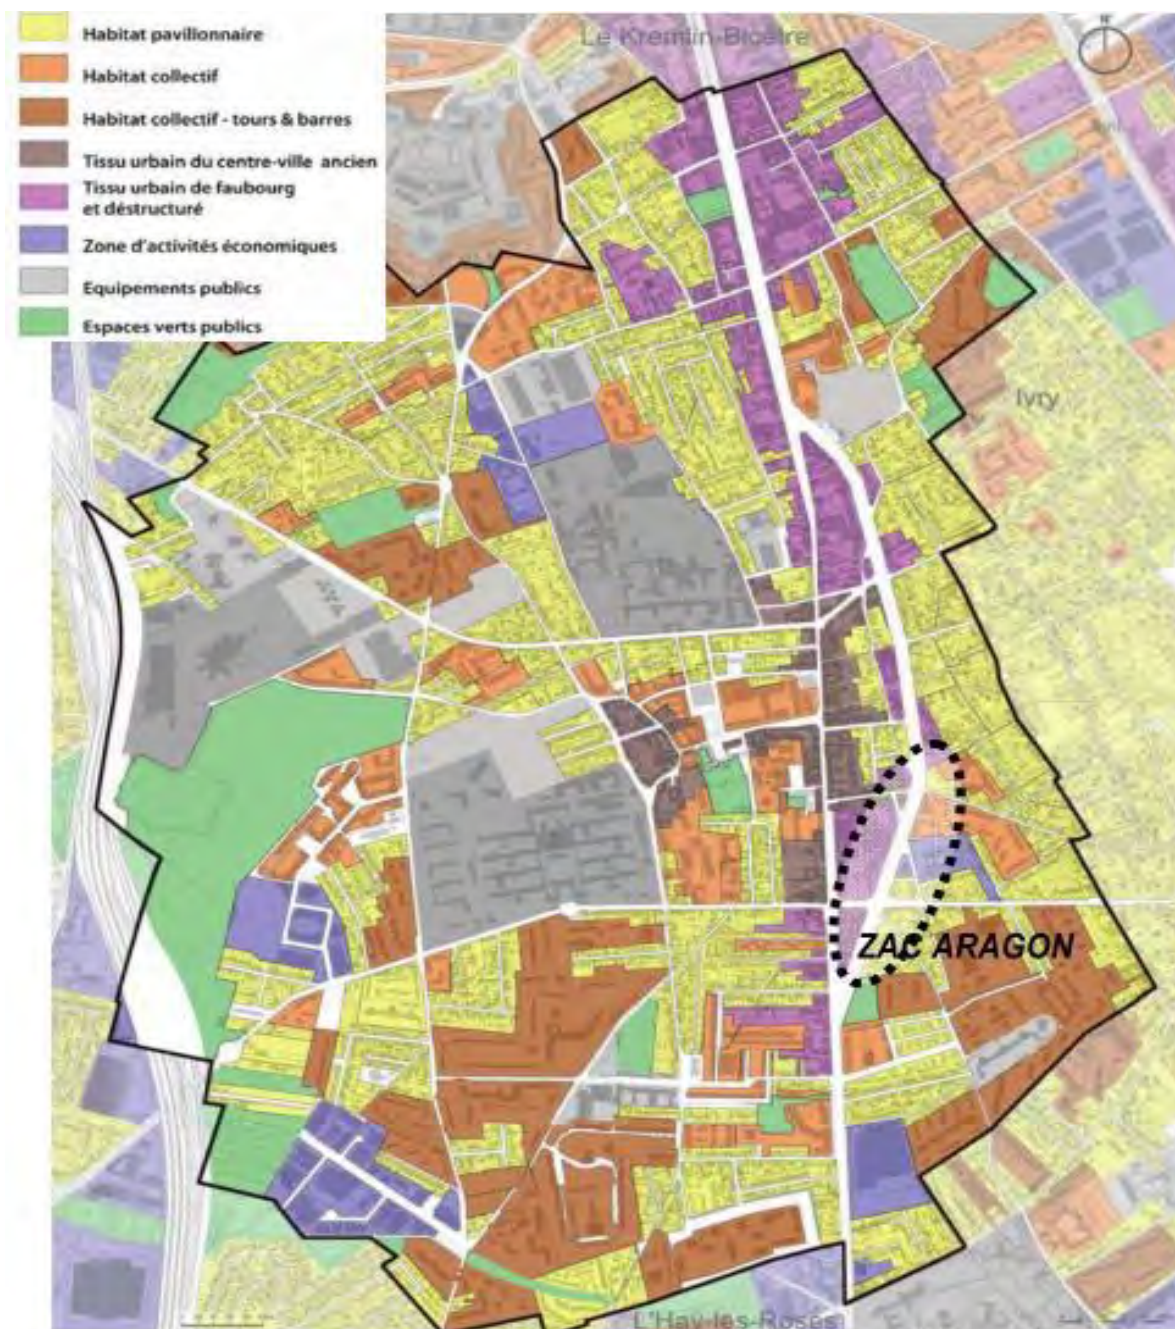 Habitat pavillonnaire
Habitat collectif
Habitat collectif - tours & barres
Tissu urbain du centre-ville ancien
Tissu urbain de faubourg
et déstructuré
Zone d'activités économiques
Equipements publics
Espaces verts publics
Le Kremlin-Bicêtre
N
Ivry
ZAC ARAGON
L'Hay-les-Roses